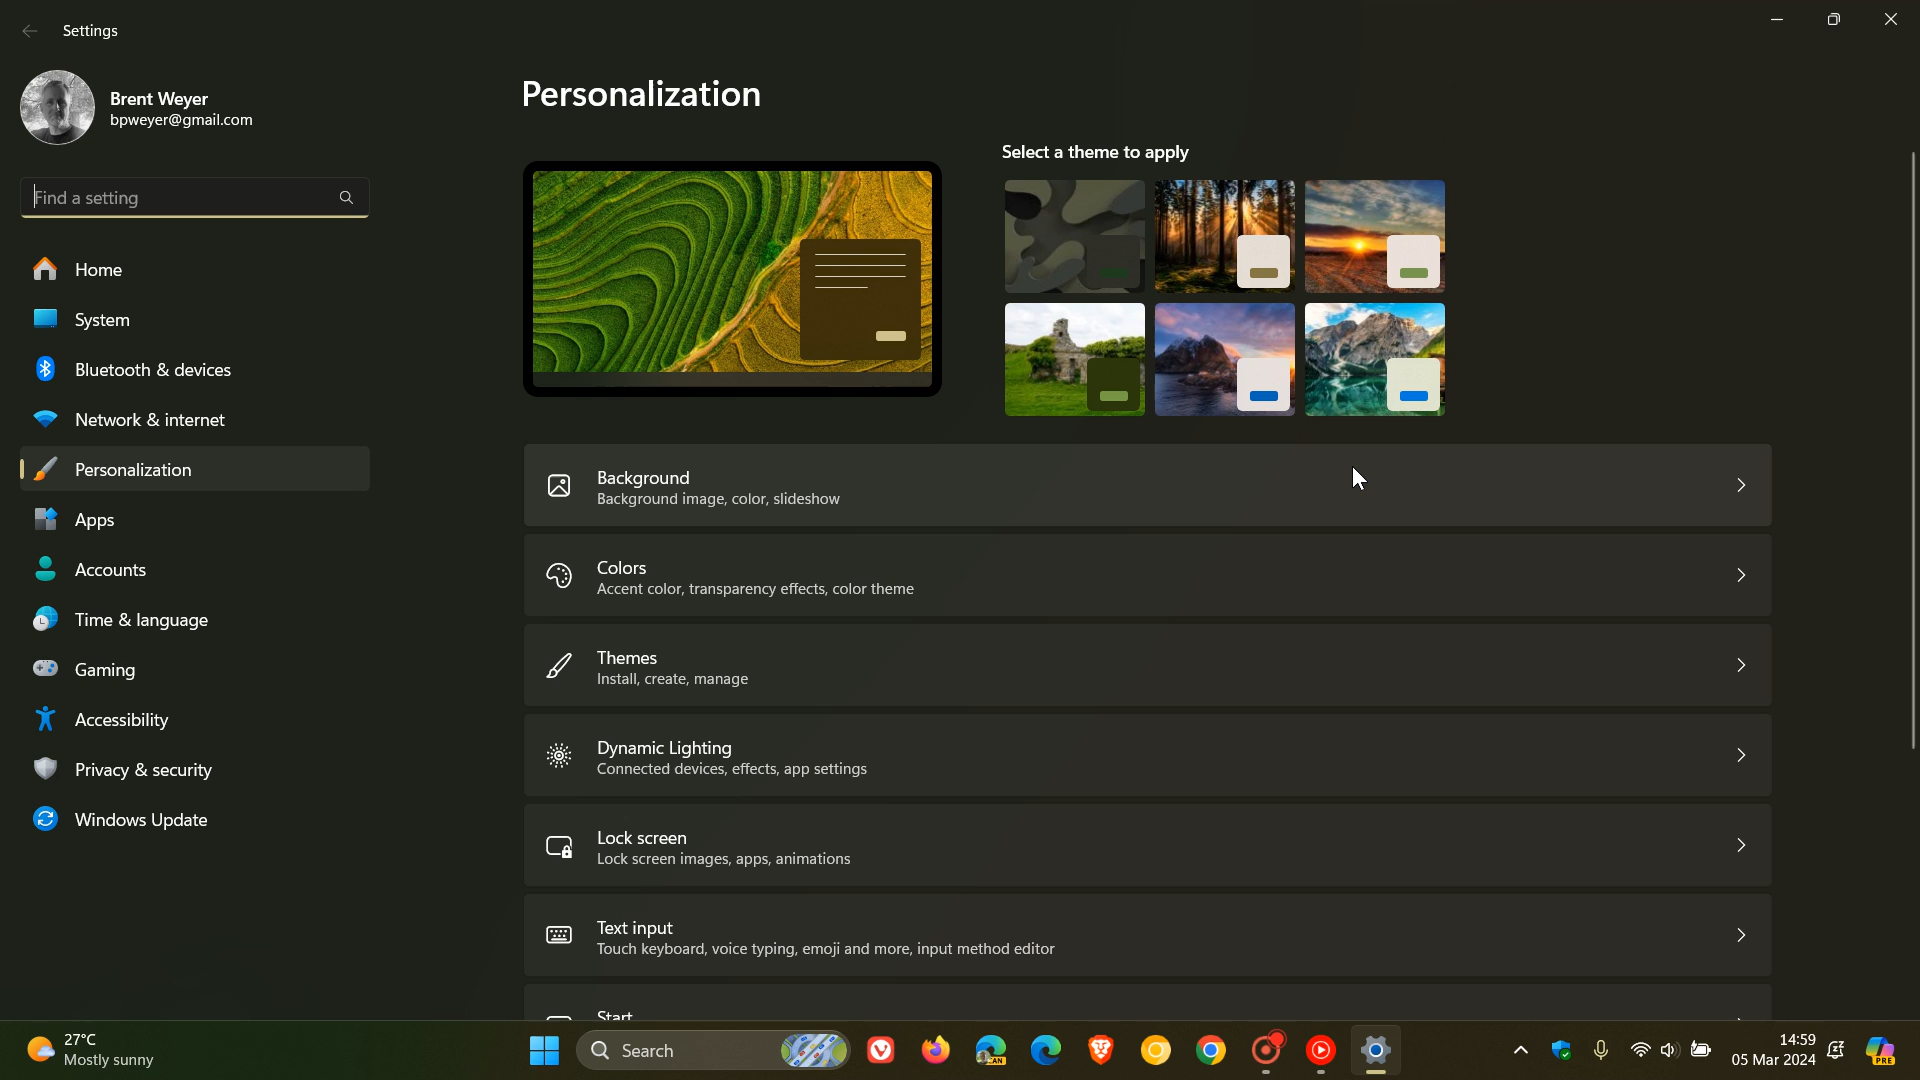 Settings
Brent Weyer
bpweyer@gmail.com
Find a setting
Home
System
Bluetooth & devices
Network & internet
Personalization
Apps
Accounts
Time & language
Gaming
Accessibility
Privacy & security
Windows Update
Personalization
Select a theme to apply
Background
Background image, color, slideshow
Colors
Accent color, transparency effects, color theme
Themes
Install, create, manage
Dynamic Lighting
Connected devices, effects, app settings
Lock screen
Lock screen images, apps, animations
Text input
Touch keyboard, voice typing, emoji and more, input method editor
Start
27°C
Mostly sunny
Search
CAN
14:59
05 Mar 2024
PRE